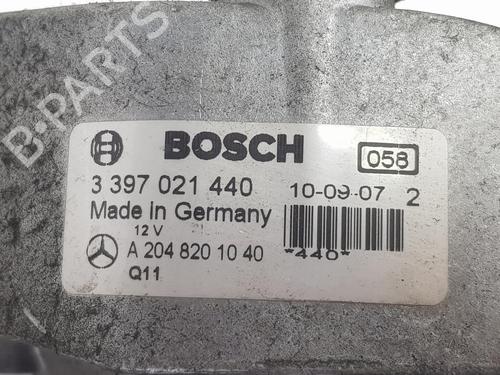 B-PARTS
BOSCH 058
3 397 021 440 10-09-07 2
Made in Germany
12 V
A 204 820 10 40 *440*
Q11